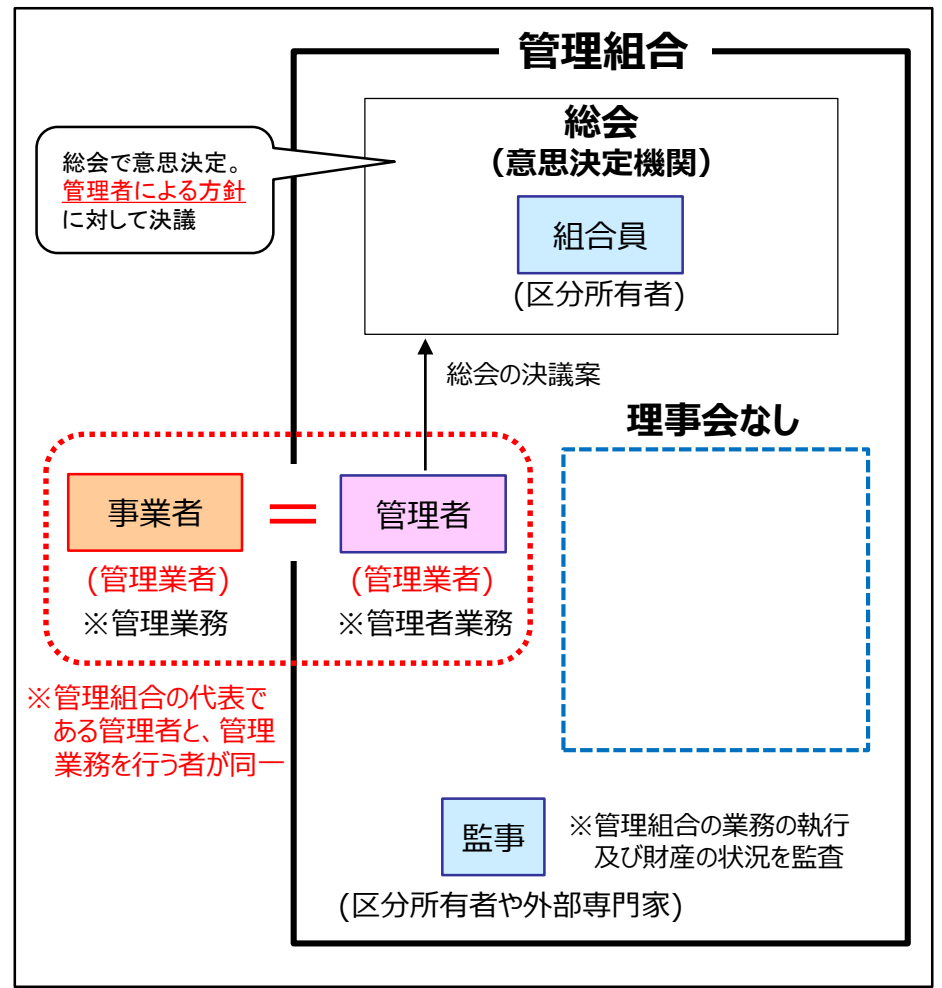 管理組合
総会
（意思決定機関）
総会で意思決定。
管理者による方針
に対して決議
組合員
(区分所有者)
総会の決議案
理事会なし
事業者
＝
管理者
(管理業者)
(管理業者)
※管理業務
※管理者業務
※管理組合の代表で
ある管理者と、管理
業務を行う者が同一
監事
※管理組合の業務の執行
及び財産の状況を監査
(区分所有者や外部専門家)